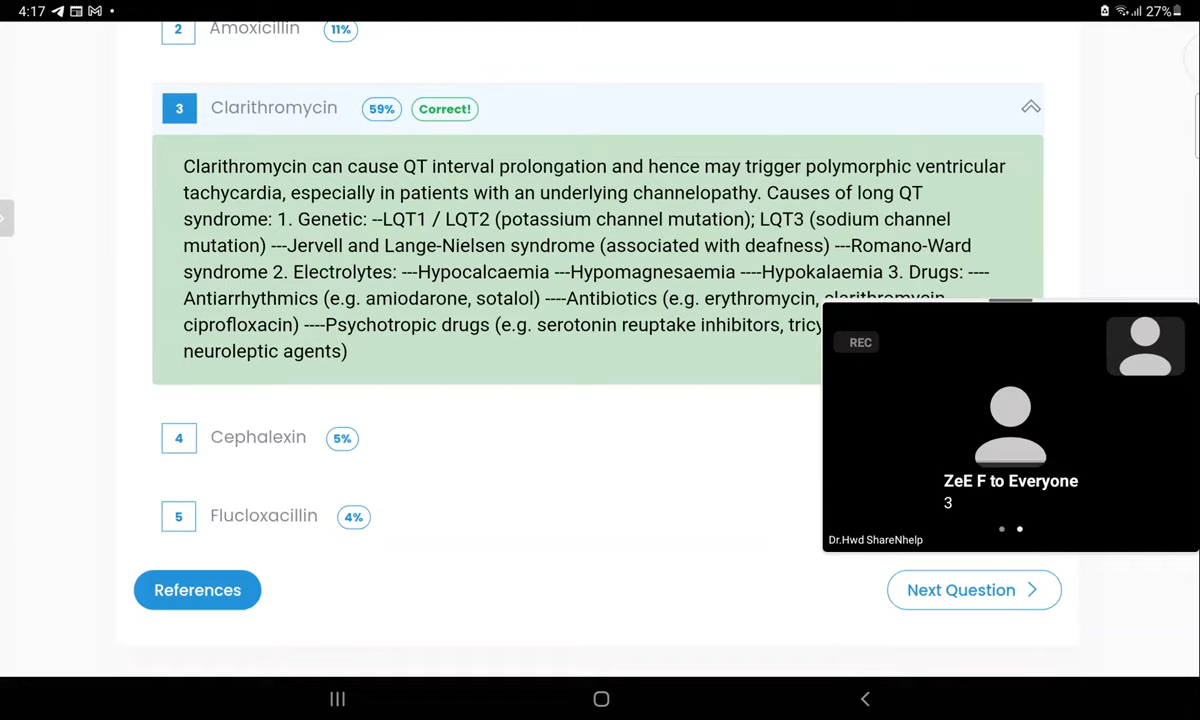 4:17
27%
2 Amoxicillin 11%
3 Clarithromycin 59% Correct!
Clarithromycin can cause QT interval prolongation and hence may trigger polymorphic ventricular
tachycardia, especially in patients with an underlying channelopathy. Causes of long QT
syndrome: 1. Genetic: --LQT1 / LQT2 (potassium channel mutation); LQT3 (sodium channel
mutation) ---Jervell and Lange-Nielsen syndrome (associated with deafness) ---Romano-Ward
syndrome 2. Electrolytes: ---Hypocalcaemia ---Hypomagnesaemia ----Hypokalaemia 3. Drugs: ----
Antiarrhythmics (e.g. amiodarone, sotalol) ----Antibiotics (e.g. erythromycin, clarithromycin
ciprofloxacin) ----Psychotropic drugs (e.g. serotonin reuptake inhibitors, tricy
neuroleptic agents)
REC
4 Cephalexin 5%
ZeE F to Everyone
3
5 Flucloxacillin 4%
Dr.Hwd ShareNhelp
References
Next Question